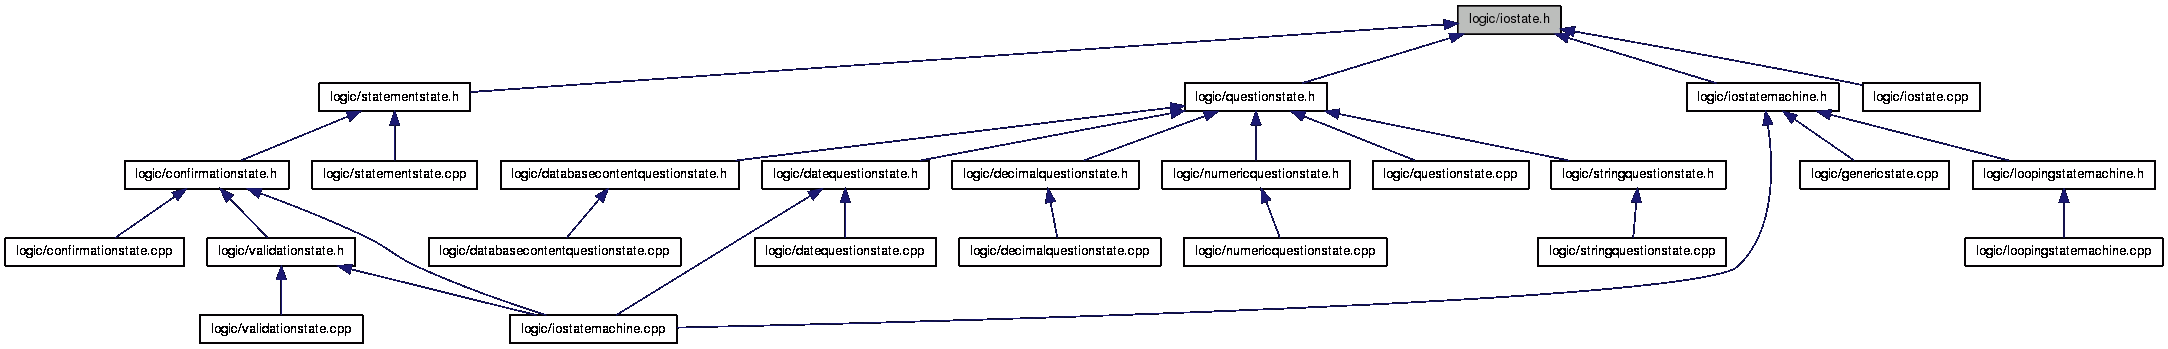 logic/iostate.h
logic/statementstate.h
logic/questionstate.h
logic/iostatemachine.h
logic/iostate.cpp
logic/confirmationstate.h
logic/statementstate.cpp
logic/databasecontentquestionstate.h
logic/datequestionstate.h
logic/decimalquestionstate.h
logic/numericquestionstate.h
logic/questionstate.cpp
logic/stringquestionstate.h
logic/genericstate.cpp
logic/loopingstatemachine.h
logic/confirmationstate.cpp
logic/validationstate.h
logic/databasecontentquestionstate.cpp
logic/datequestionstate.cpp
logic/decimalquestionstate.cpp
logic/numericquestionstate.cpp
logic/stringquestionstate.cpp
logic/loopingstatemachine.cpp
logic/validationstate.cpp
logic/iostatemachine.cpp